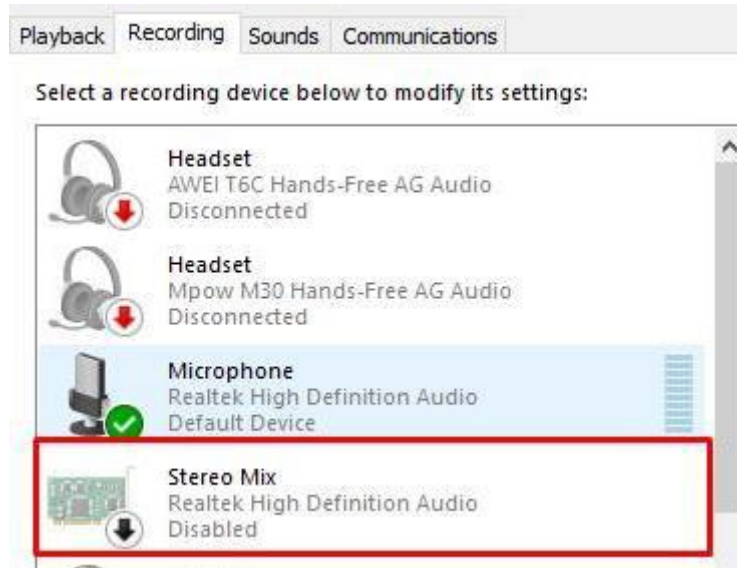 Playback Recording Sounds Communications
Select a recording device below to modify its settings:
Headset
AWEI T6C Hands-Free AG Audio
Disconnected
Headset
Mpow M30 Hands-Free AG Audio
Disconnected
Microphone
Realtek High Definition Audio
Default Device
Stereo Mix
Realtek High Definition Audio
Disabled